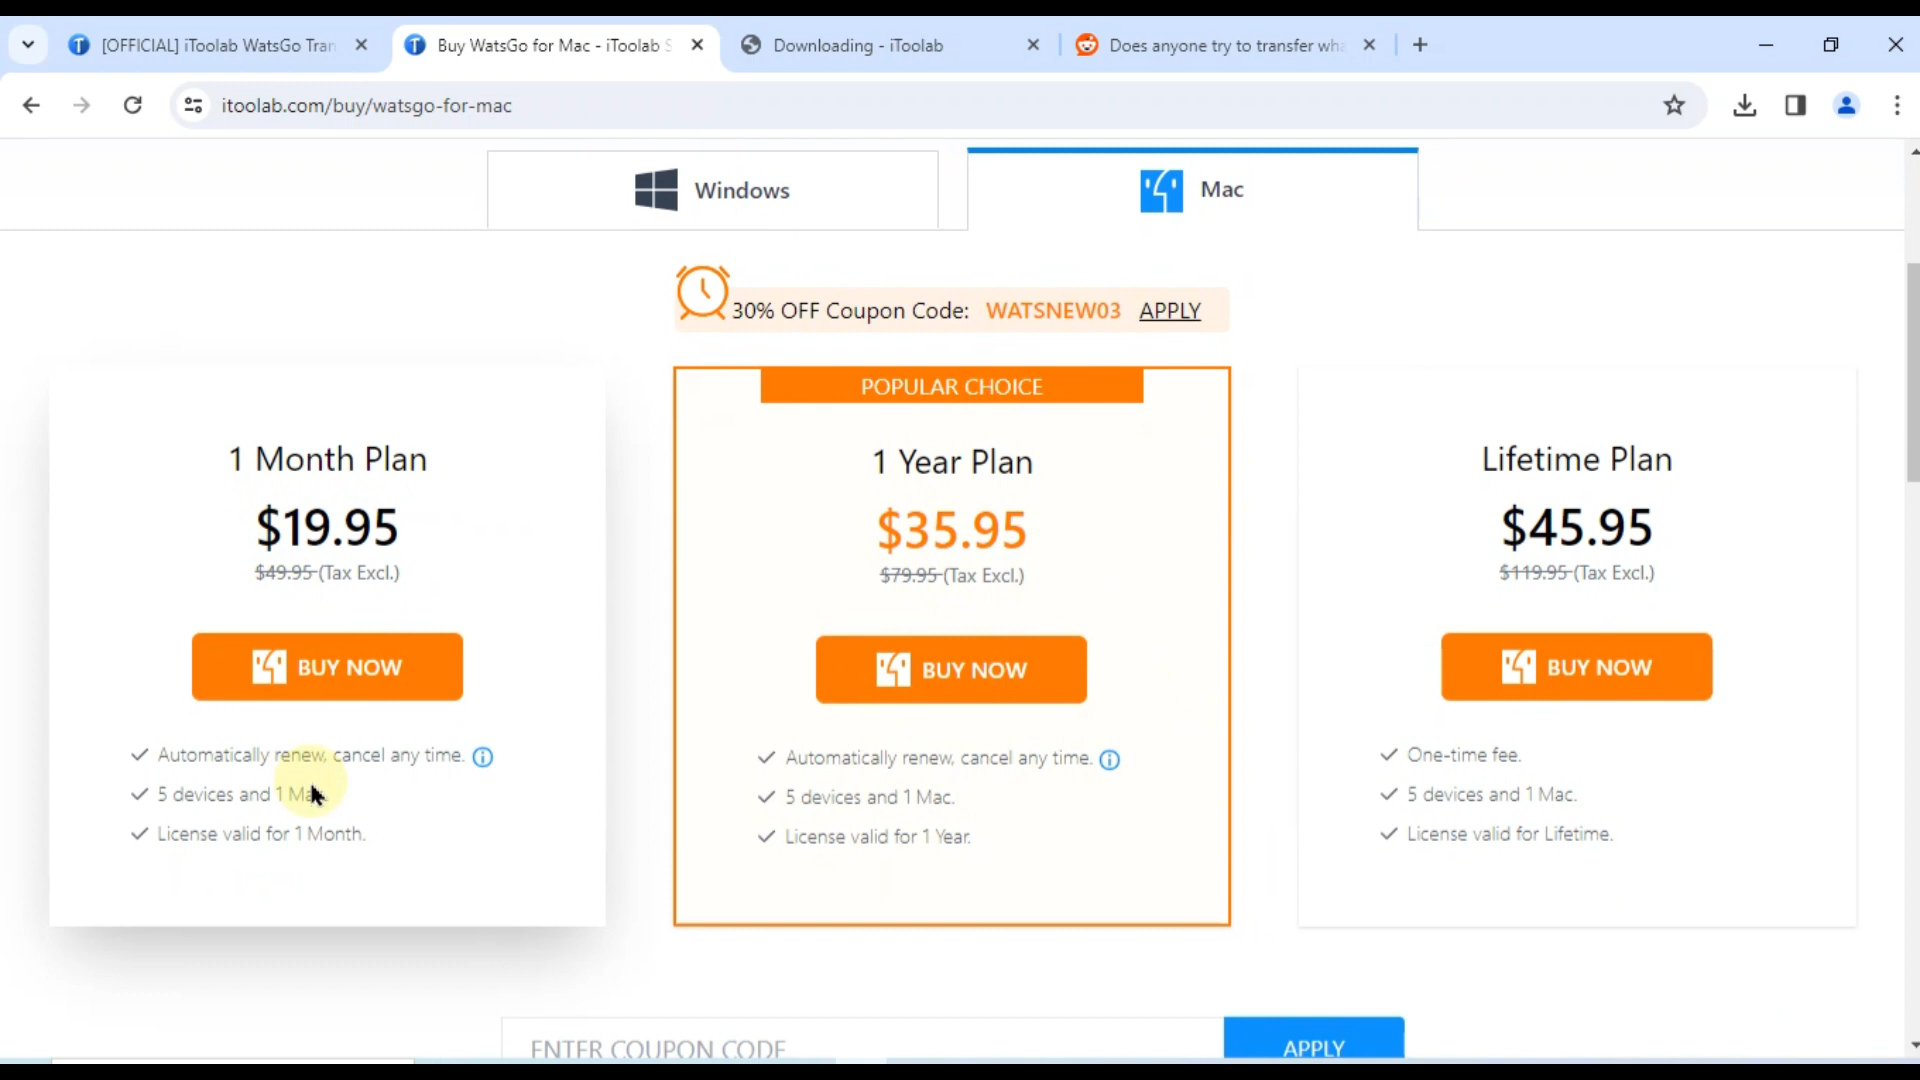 [OFFICIAL] iToolab WatsGo Tran
Buy WatsGo for Mac - iToolab S
Downloading - iToolab
Does anyone try to transfer wha
itoolab.com/buy/watsgo-for-mac
Windows
Mac
30% OFF Coupon Code: WATSNEW03 APPLY
POPULAR CHOICE
1 Month Plan
$19.95
$49.95 (Tax Excl.)
BUY NOW
Automatically renew, cancel any time.
5 devices and 1 Mac.
License valid for 1 Month.
1 Year Plan
$35.95
$79.95 (Tax Excl.)
BUY NOW
Automatically renew, cancel any time.
5 devices and 1 Mac.
License valid for 1 Year.
Lifetime Plan
$45.95
$119.95 (Tax Excl.)
BUY NOW
One-time fee.
5 devices and 1 Mac.
License valid for Lifetime.
ENTER COUPON CODE
APPLY